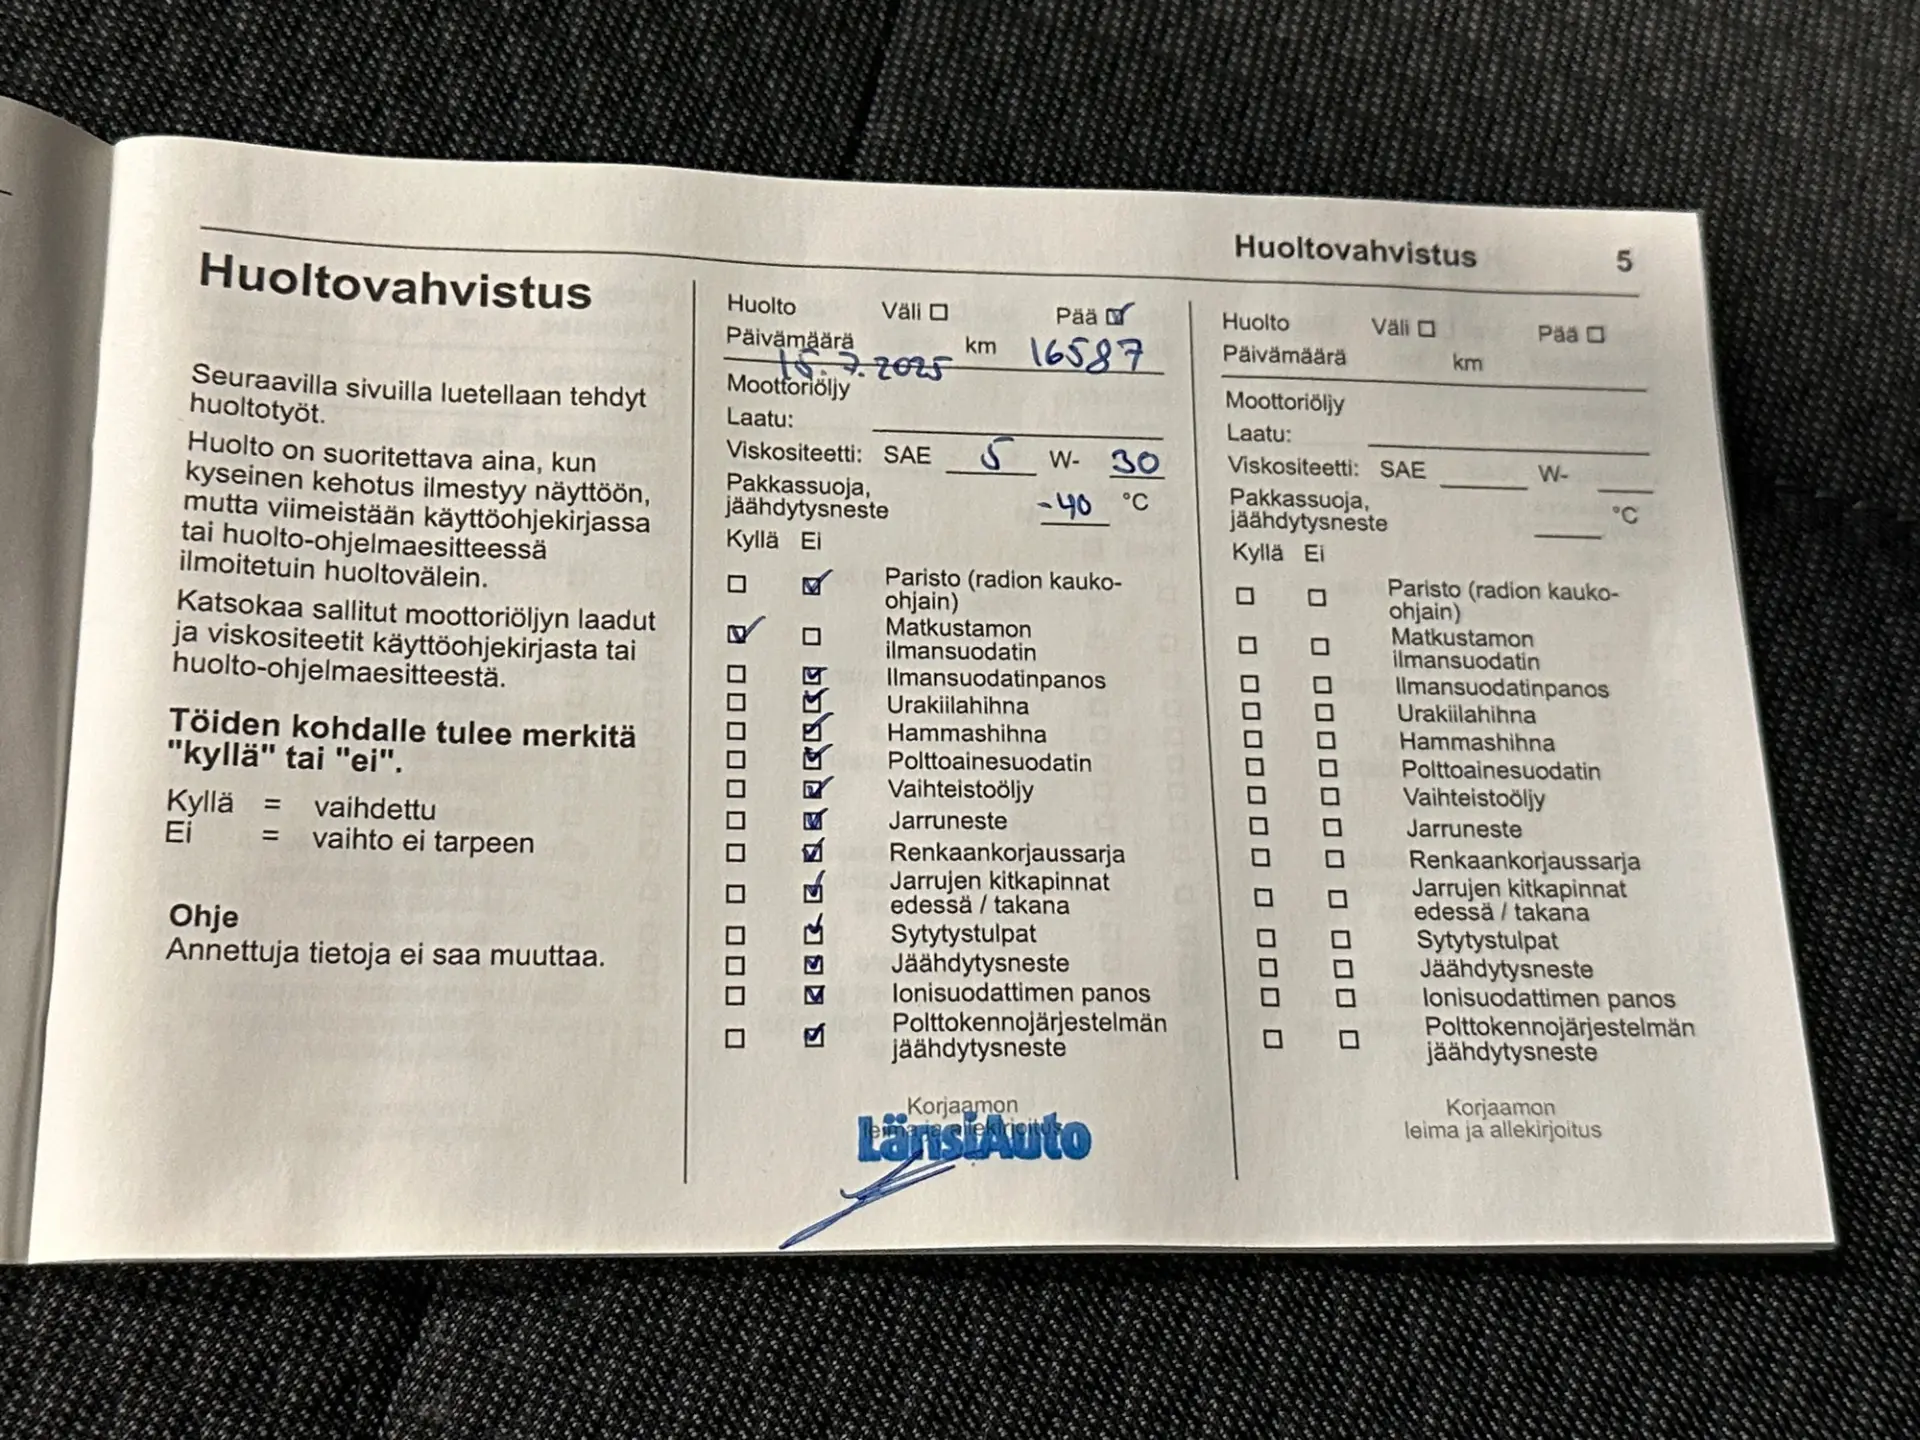 Huoltovahvistus 5
Huoltovahvistus
Seuraavilla sivuilla luetellaan tehdyt
huoltotyöt.
Huolto on suoritettava aina, kun
kyseinen kehotus ilmestyy näyttöön,
mutta viimeistään käyttöohjekirjassa
tai huolto-ohjelmaesitteessä
ilmoitetuin huoltovälein.
Katsokaa sallitut moottoriöljyn laadut
ja viskositeetit käyttöohjekirjasta tai
huolto-ohjelmaesitteestä.
Töiden kohdalle tulee merkitä
"kyllä" tai "ei".
Kyllä = vaihdettu
Ei = vaihto ei tarpeen
Ohje
Annettuja tietoja ei saa muuttaa.
Huolto Väli Pää
Päivämäärä km 16587
15.7.2025
Moottoriöljy
Laatu:
Viskositeetti: SAE 5 W- 30
Pakkassuoja,
jäähdytysneste -40 °C
Kyllä Ei
Paristo (radion kauko-
ohjain)
Matkustamon
ilmansuodatin
Ilmansuodatinpanos
Urakiilahihna
Hammashihna
Polttoainesuodatin
Vaihteistoöljy
Jarruneste
Renkaankorjaussarja
Jarrujen kitkapinnat
edessä / takana
Sytytystulpat
Jäähdytysneste
Ionisuodattimen panos
Polttokennojärjestelmän
jäähdytysneste
Korjaamon
leima ja allekirjoitus
LänsiAuto
Huolto Väli Pää
Päivämäärä km
Moottoriöljy
Laatu:
Viskositeetti: SAE W-
Pakkassuoja,
jäähdytysneste °C
Kyllä Ei
Paristo (radion kauko-
ohjain)
Matkustamon
ilmansuodatin
Ilmansuodatinpanos
Urakiilahihna
Hammashihna
Polttoainesuodatin
Vaihteistoöljy
Jarruneste
Renkaankorjaussarja
Jarrujen kitkapinnat
edessä / takana
Sytytystulpat
Jäähdytysneste
Ionisuodattimen panos
Polttokennojärjestelmän
jäähdytysneste
Korjaamon
leima ja allekirjoitus